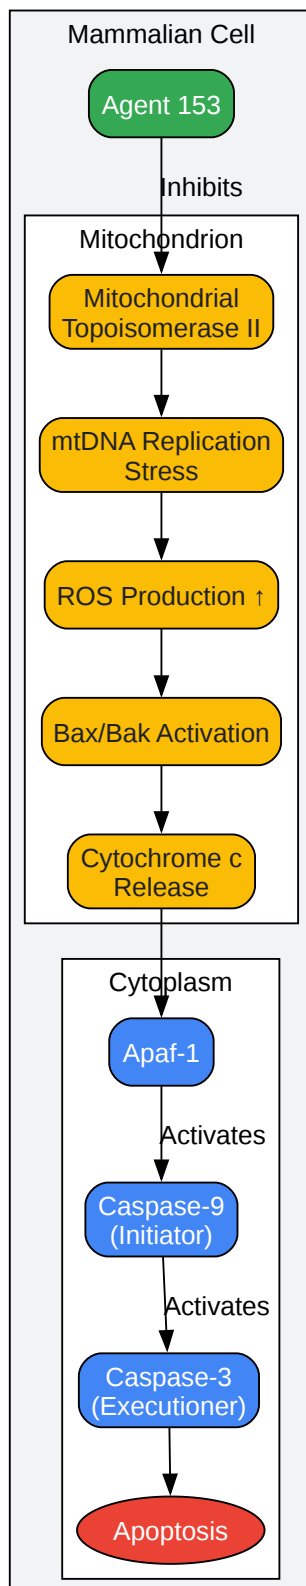 Mammalian Cell
Agent 153
Inhibits
Mitochondrion
Mitochondrial
Topoisomerase II
mtDNA Replication
Stress
ROS Production ↑
Bax/Bak Activation
Cytochrome c
Release
Cytoplasm
Apaf-1
Activates
Caspase-9
(Initiator)
Activates
Caspase-3
(Executioner)
Apoptosis